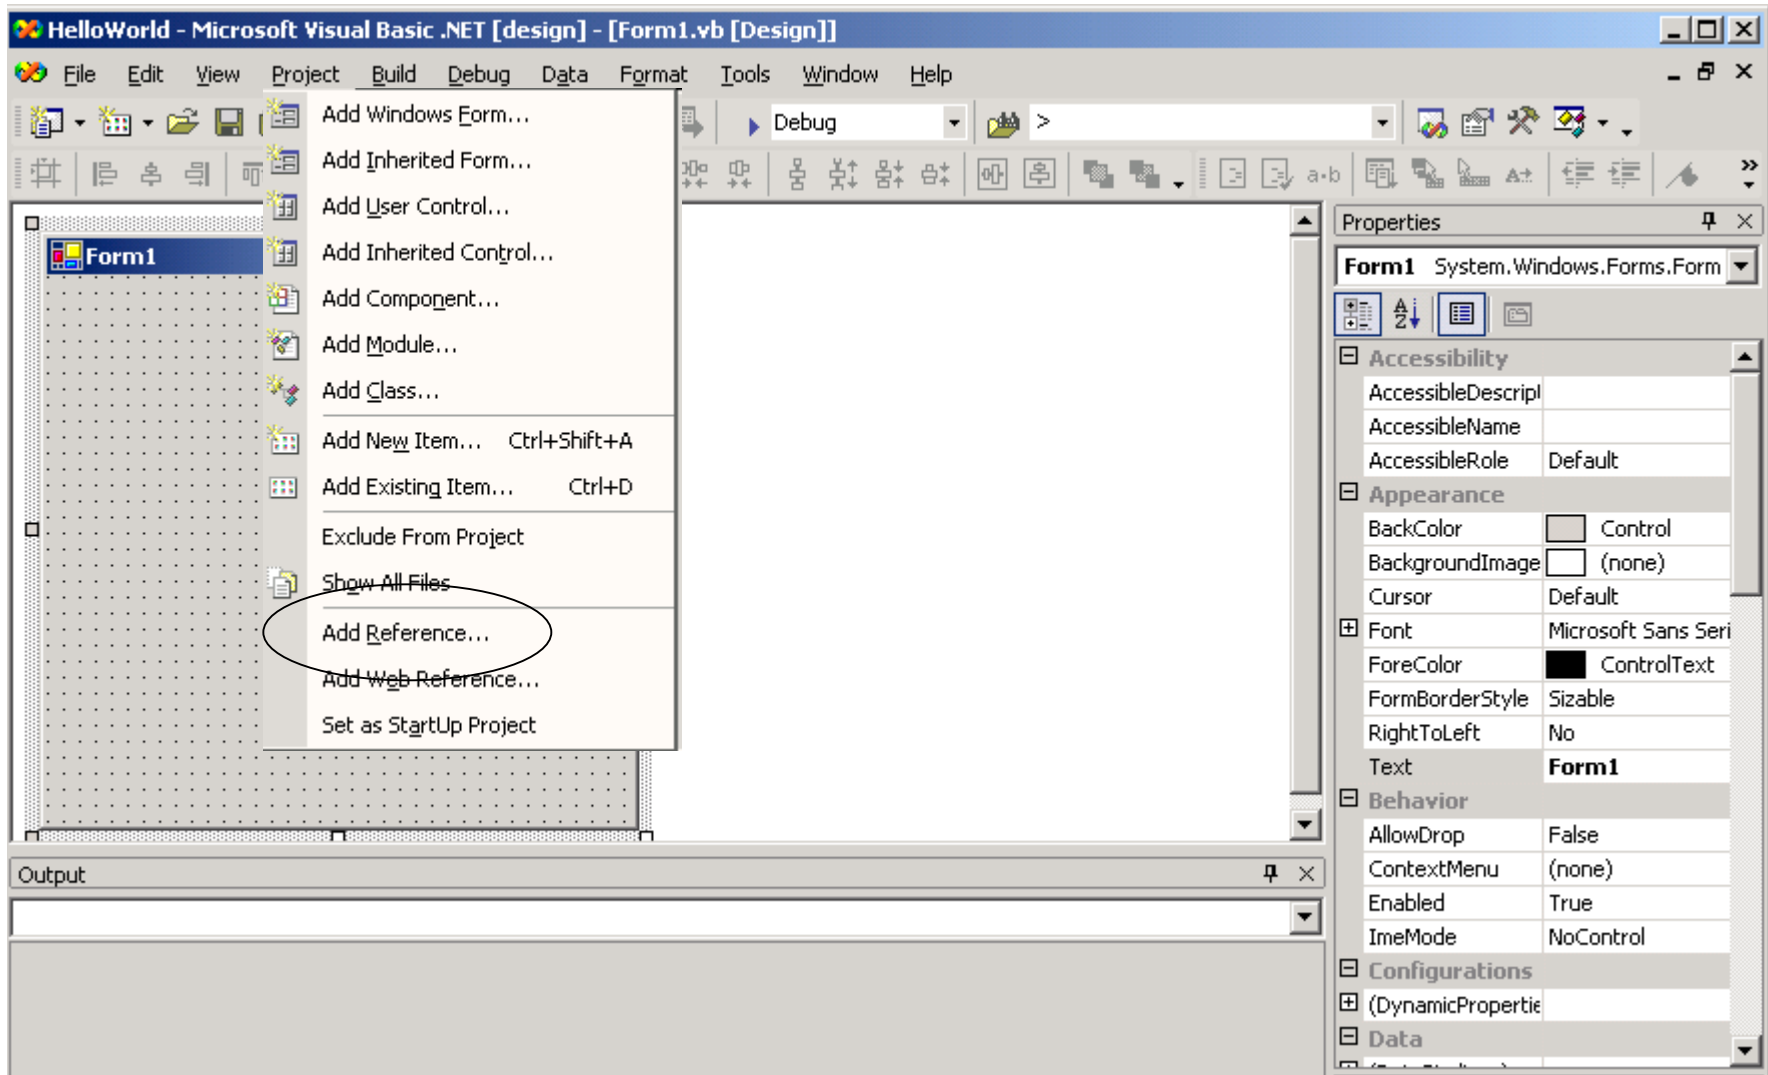 HelloWorld - Microsoft Visual Basic .NET [design] - [Form1.vb [Design]]
File Edit View Project Build Debug Data Format Tools Window Help
Debug >
a·b
Form1
Add Windows Form...
Add Inherited Form...
Add User Control...
Add Inherited Control...
Add Component...
Add Module...
Add Class...
Add New Item... Ctrl+Shift+A
Add Existing Item... Ctrl+D
Exclude From Project
Show All Files
Add Reference...
Add Web Reference...
Set as StartUp Project
Properties
Form1 System.Windows.Forms.Form
Accessibility
AccessibleDescript
AccessibleName
AccessibleRole Default
Appearance
BackColor Control
BackgroundImage (none)
Cursor Default
Font Microsoft Sans Seri
ForeColor ControlText
FormBorderStyle Sizable
RightToLeft No
Text Form1
Behavior
AllowDrop False
ContextMenu (none)
Enabled True
ImeMode NoControl
Configurations
(DynamicPropertie
Data
Output